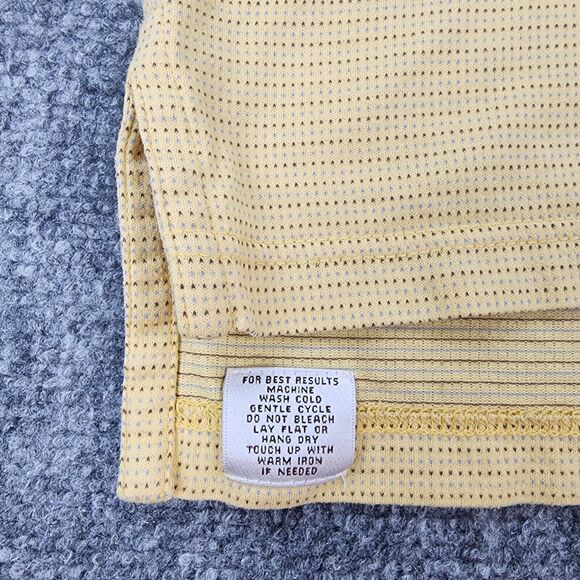 FOR BEST RESULTS
MACHINE
WASH COLD
GENTLE CYCLE
DO NOT BLEACH
LAY FLAT OR
HANG DRY
TOUCH UP WITH
WARM IRON
IF NEEDED